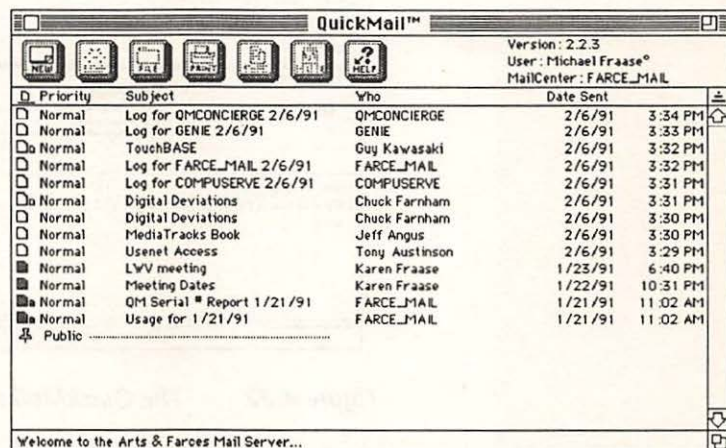 QuickMail™
NEW FILE PRINT HELP
Version : 2.2.3
User : Michael Fraase°
MailCenter : FARCE_MAIL
D Priority Subject Who Date Sent
Normal Log for QMCONCIERGE 2/6/91 QMCONCIERGE 2/6/91 3:34 PM
Normal Log for GENIE 2/6/91 GENIE 2/6/91 3:33 PM
Normal TouchBASE Guy Kawasaki 2/6/91 3:32 PM
Normal Log for FARCE_MAIL 2/6/91 FARCE_MAIL 2/6/91 3:32 PM
Normal Log for COMPUSERVE 2/6/91 COMPUSERVE 2/6/91 3:31 PM
Normal Digital Deviations Chuck Farnham 2/6/91 3:31 PM
Normal Digital Deviations Chuck Farnham 2/6/91 3:30 PM
Normal MediaTracks Book Jeff Angus 2/6/91 3:30 PM
Normal Usenet Access Tony Austinson 2/6/91 3:29 PM
Normal LWV meeting Karen Fraase 1/23/91 6:40 PM
Normal Meeting Dates Karen Fraase 1/22/91 10:31 PM
Normal QM Serial # Report 1/21/91 FARCE_MAIL 1/21/91 11:02 AM
Normal Usage for 1/21/91 FARCE_MAIL 1/21/91 11:02 AM
Public
Welcome to the Arts & Farces Mail Server...